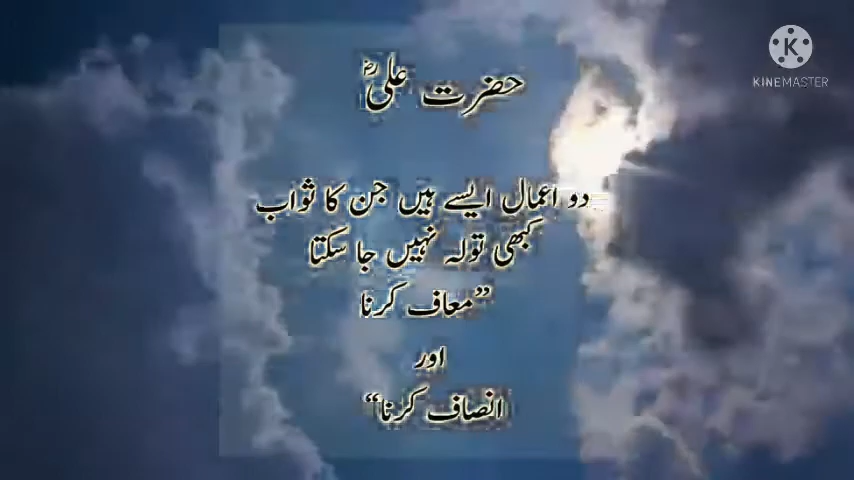 KINEMASTER
حضرت علیؓ
دو اعمال ایسے ہیں جن کا ثواب
کبھی تولہ نہیں جا سکتا
”معاف کرنا
اور
انصاف کرنا“